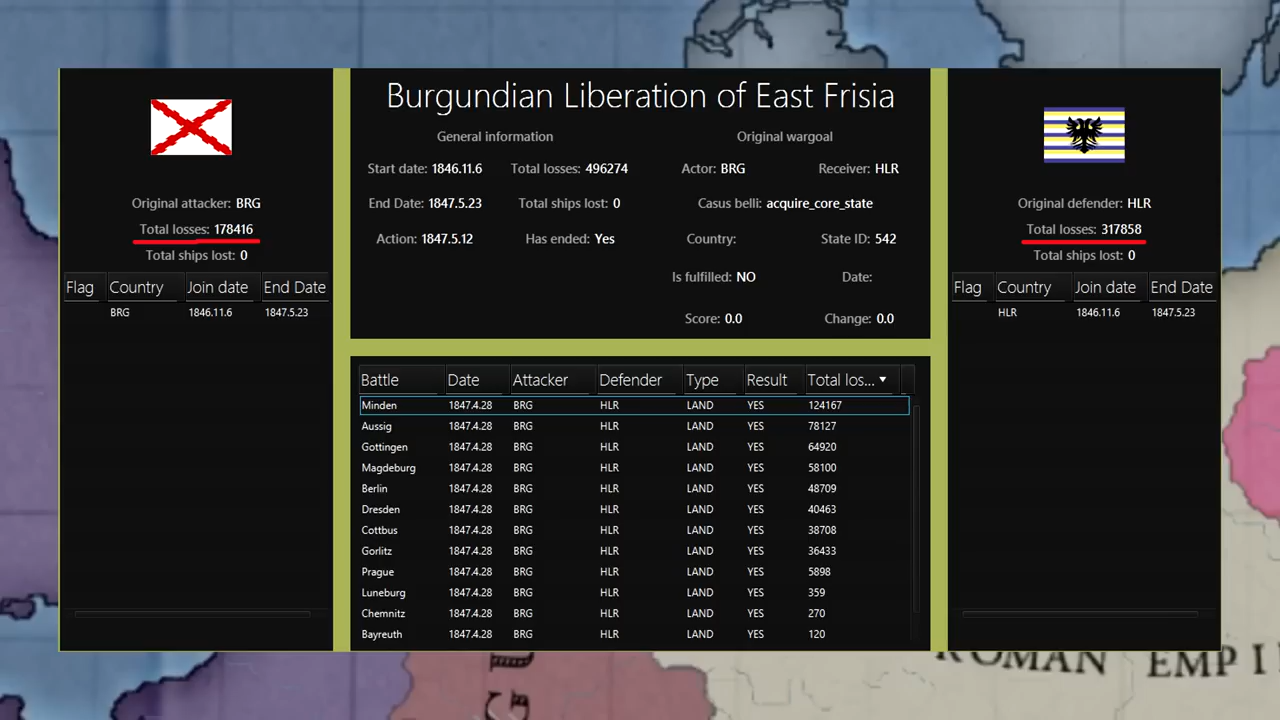 Burgundian Liberation of East Frisia
General information
Original wargoal
Start date: 1846.11.6
Total losses: 496274
Actor: BRG
Receiver: HLR
End Date: 1847.5.23
Total ships lost: 0
Casus belli: acquire_core_state
Action: 1847.5.12
Has ended: Yes
Country:
State ID: 542
Is fulfilled: NO
Date:
Score: 0.0
Change: 0.0
Original attacker: BRG
Total losses: 178416
Total ships lost: 0
Flag Country Join date End Date
BRG 1846.11.6 1847.5.23
Original defender: HLR
Total losses: 317858
Total ships lost: 0
Flag Country Join date End Date
HLR 1846.11.6 1847.5.23
Battle Date Attacker Defender Type Result Total los... ▼
Minden 1847.4.28 BRG HLR LAND YES 124167
Aussig 1847.4.28 BRG HLR LAND YES 78127
Gottingen 1847.4.28 BRG HLR LAND YES 64920
Magdeburg 1847.4.28 BRG HLR LAND YES 58100
Berlin 1847.4.28 BRG HLR LAND YES 48709
Dresden 1847.4.28 BRG HLR LAND YES 40463
Cottbus 1847.4.28 BRG HLR LAND YES 38708
Gorlitz 1847.4.28 BRG HLR LAND YES 36433
Prague 1847.4.28 BRG HLR LAND YES 5898
Luneburg 1847.4.28 BRG HLR LAND YES 359
Chemnitz 1847.4.28 BRG HLR LAND YES 270
Bayreuth 1847.4.28 BRG HLR LAND YES 120
ROMAN EMPI